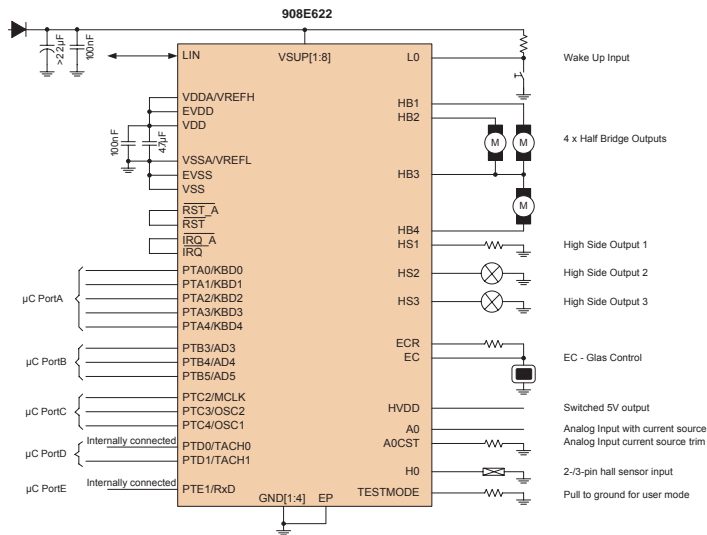 908E622
>22µF
100nF
LIN
VSUP[1:8]
L0
Wake Up Input
VDDA/VREFH
EVDD
VDD
100nF
47µF
VSSA/VREFL
EVSS
VSS
HB1
HB2
M
M
4 x Half Bridge Outputs
HB3
M
RST_A
RST
IRQ_A
IRQ
HB4
HS1
High Side Output 1
µC PortA
PTA0/KBD0
PTA1/KBD1
PTA2/KBD2
PTA3/KBD3
PTA4/KBD4
HS2
High Side Output 2
HS3
High Side Output 3
µC PortB
PTB3/AD3
PTB4/AD4
PTB5/AD5
ECR
EC
EC - Glas Control
µC PortC
PTC2/MCLK
PTC3/OSC2
PTC4/OSC1
HVDD
Switched 5V output
A0
Analog Input with current source
A0CST
Analog Input current source trim
µC PortD
Internally connected
PTD0/TACH0
PTD1/TACH1
H0
2-/3-pin hall sensor input
µC PortE
Internally connected
PTE1/RxD
TESTMODE
Pull to ground for user mode
GND[1:4]
EP